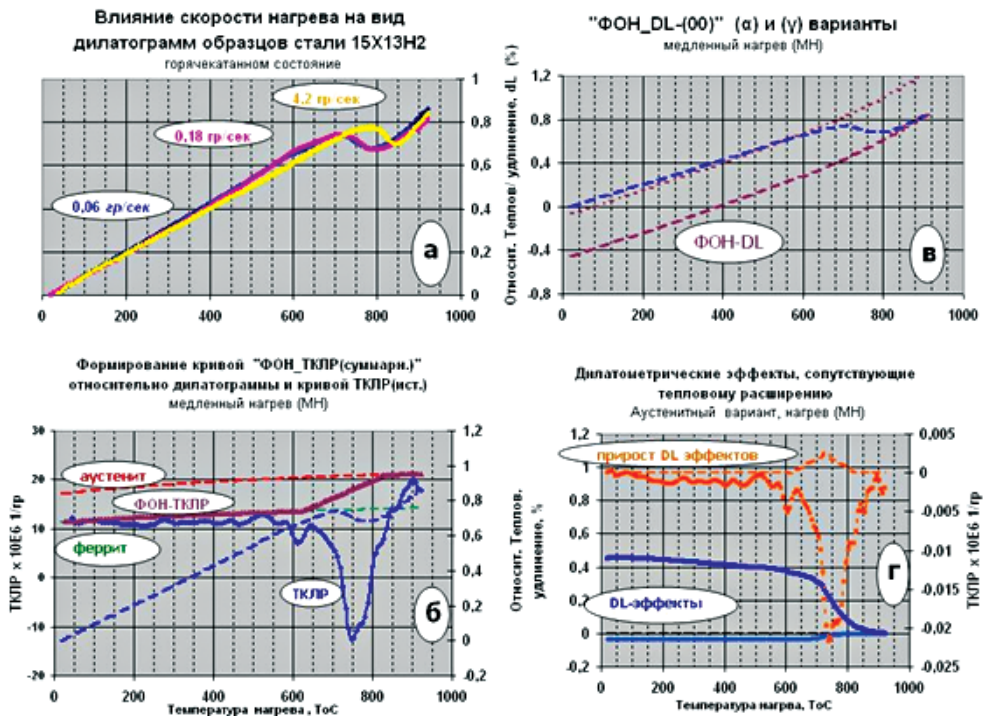 Влияние скорости нагрева на вид
дилатограмм образцов стали 15Х13Н2
горячекатанном состояние
4,2 гр/сек
0,18 гр/сек
0,06 гр/сек
а
1
0,8
0,6
0,4
0,2
0
0 200 400 600 800 1000
"ФОН_DL-(00)" (α) и (γ) варианты
медленный нагрев (МН)
Относит. Теплов/ удлинение, dL (%)
1,2
0,8
0,4
0
-0,4
-0,8
ФОН-DL
в
0 200 400 600 800 1000
Формирование кривой "ФОН_ТКЛР(суммарн.)"
относительно дилатограммы и кривой ТКЛР(ист.)
медленный нагрев (МН)
ТКЛР x 10E6 1/гр
30
20
10
0
-10
-20
аустенит
ФОН-ТКЛР
феррит
ТКЛР
б
1,2
1
0,8
0,6
0,4
0,2
0
-0,2
0 200 400 600 800 1000
Температура нагрева, ТоС
Дилатометрические эффекты, сопутствующие
тепловому расширению
Аустенитный вариант, нагрев (МН)
Относит. Теплов.
удлинение, %
1,2
1
0,8
0,6
0,4
0,2
0
-0,2
прирост DL эффектов
DL-эффекты
г
0,005
0
-0,005
-0,01
-0,015
-0,02
-0,025
ТКЛР x 10E6 1/гр
0 200 400 600 800 1000
Температура нагрва, ТоС